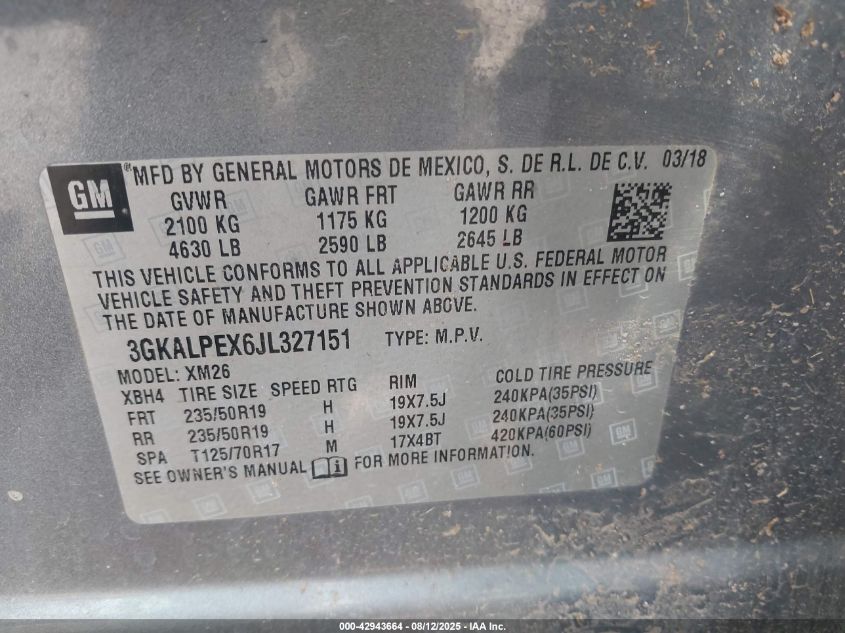 GM
®MFD BY GENERAL MOTORS DE MEXICO, S. DE R.L. DE C.V. 03/18
GVWR GAWR FRT GAWR RR
2100 KG 1175 KG 1200 KG
4630 LB 2590 LB 2645 LB
THIS VEHICLE CONFORMS TO ALL APPLICABLE U.S. FEDERAL MOTOR
VEHICLE SAFETY AND THEFT PREVENTION STANDARDS IN EFFECT ON
THE DATE OF MANUFACTURE SHOWN ABOVE.
3GKALPEX6JL327151 TYPE: M.P.V.
MODEL: XM26
XBH4 TIRE SIZE SPEED RTG RIM COLD TIRE PRESSURE
FRT 235/50R19 H 19X7.5J 240KPA(35PSI)
RR 235/50R19 H 19X7.5J 240KPA(35PSI)
SPA T125/70R17 M 17X4BT 420KPA(60PSI)
SEE OWNER'S MANUAL i FOR MORE INFORMATION.
000-42943664 - 08/12/2025 - IAA Inc.